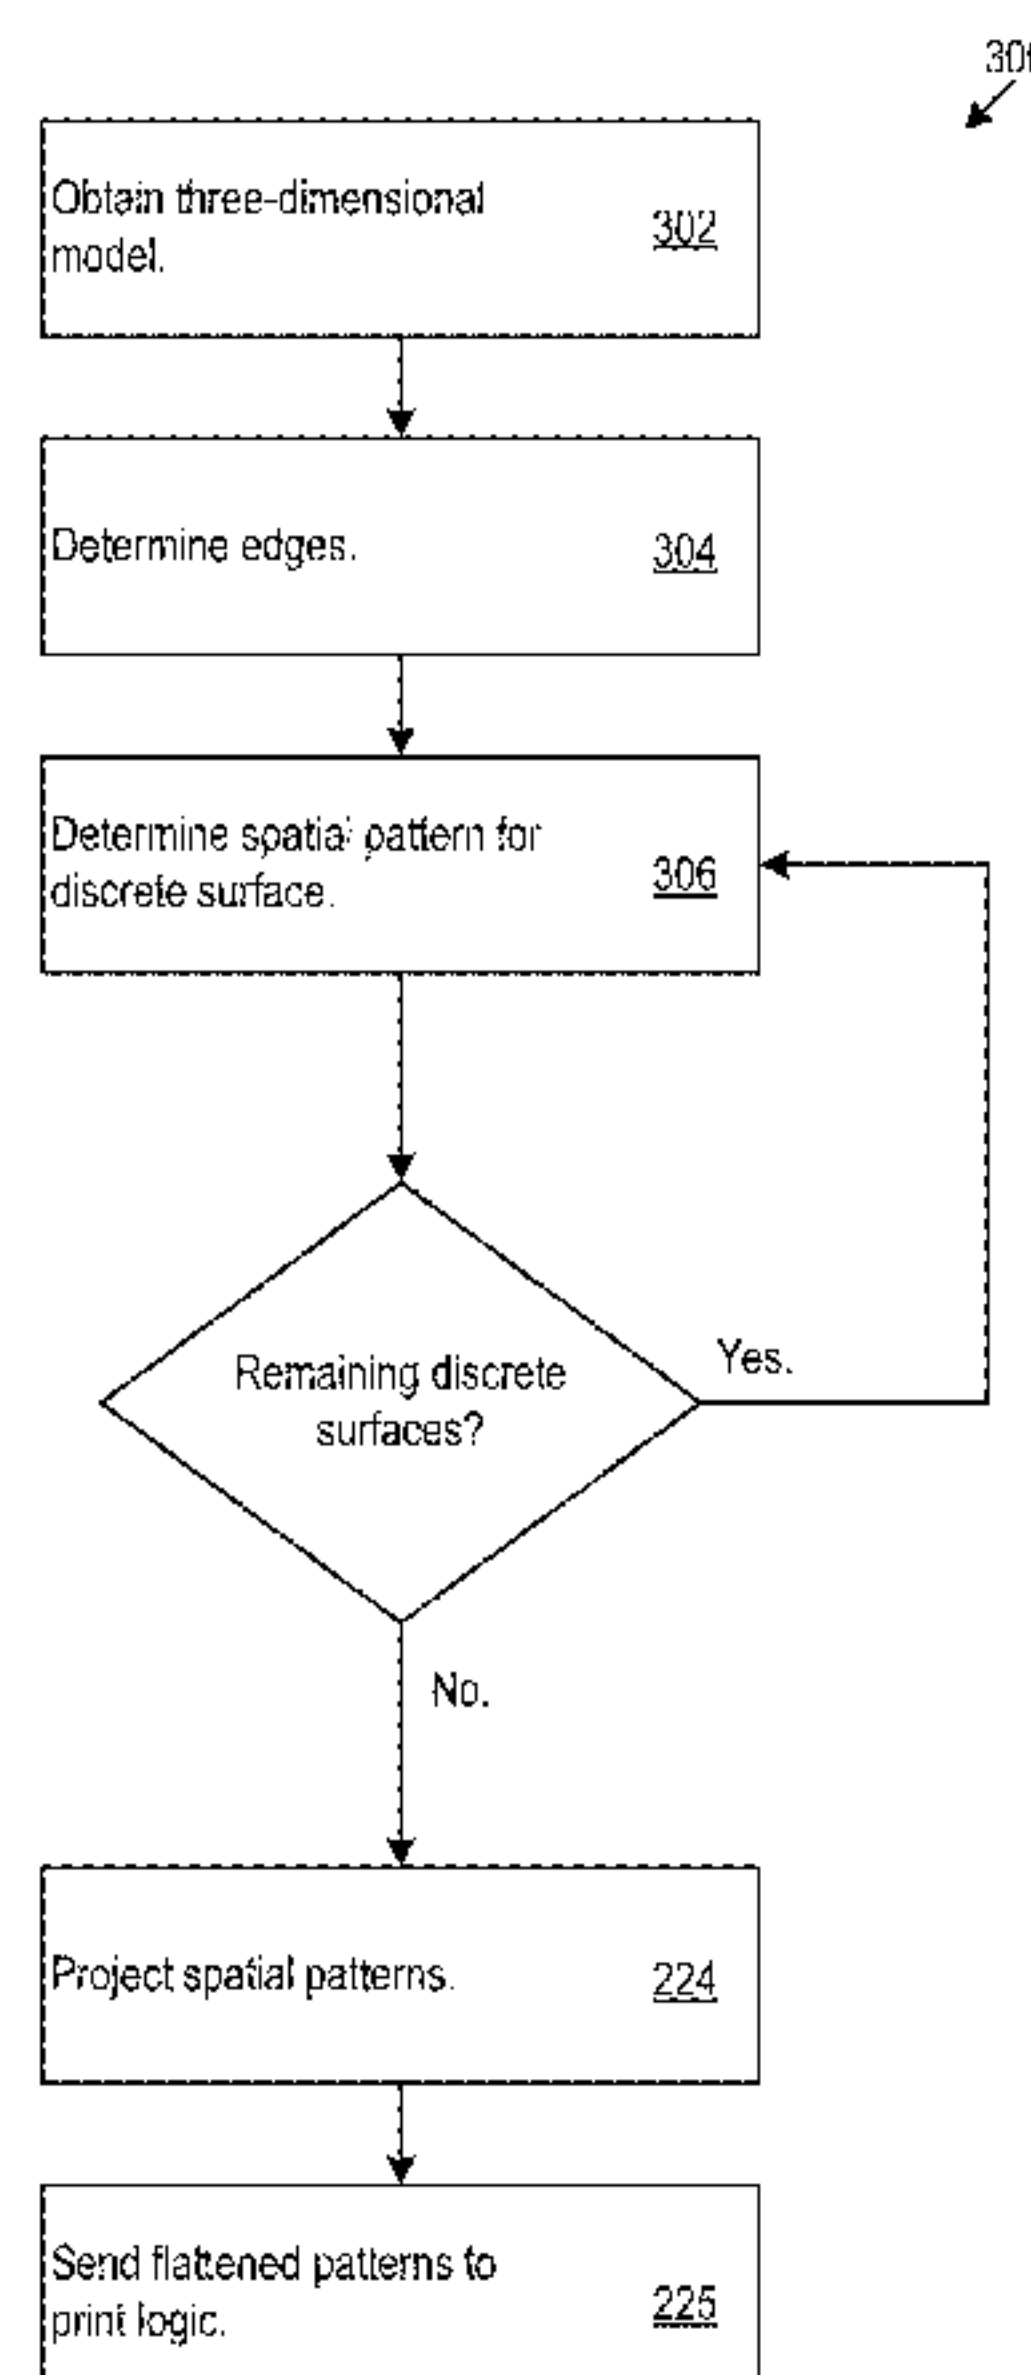 Obtain three-dimensional
model.
302
Determine edges.
304
Determine spatial pattern for
discrete surface.
306
Remaining discrete
surfaces?
Yes.
No.
Project spatial patterns.
224
Send flattened patterns to
print logic.
225